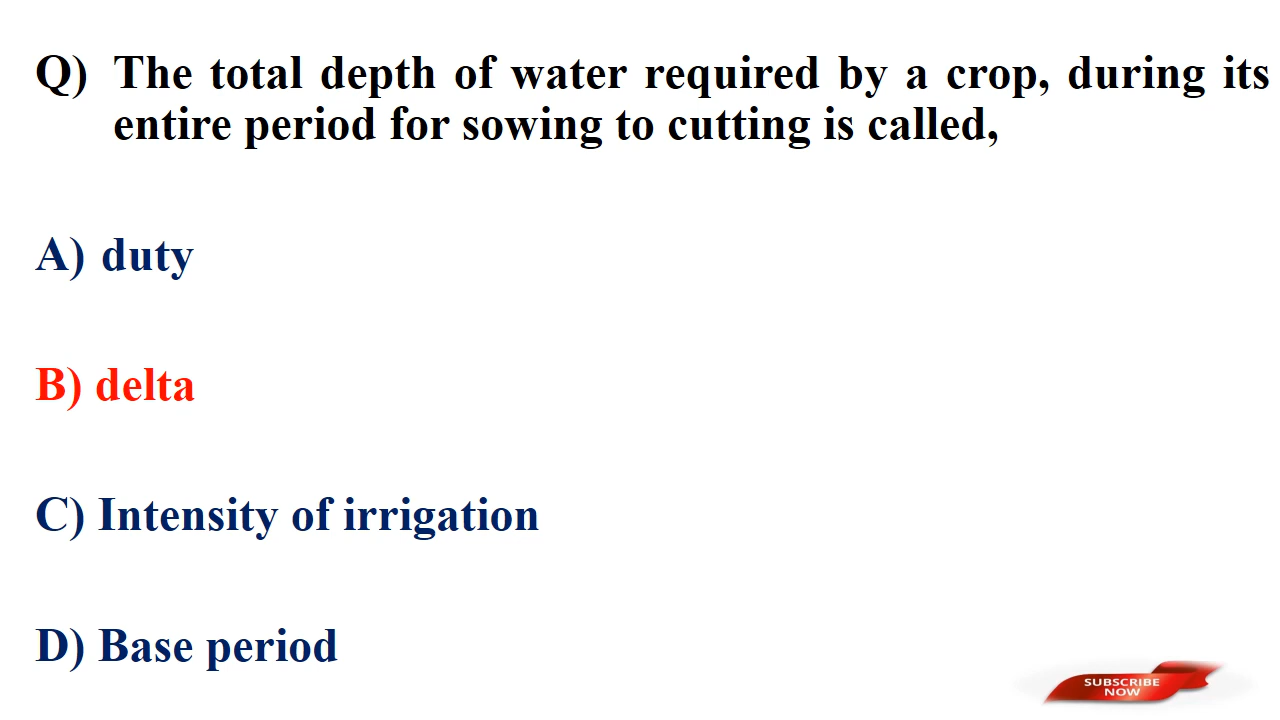 Q) The total depth of water required by a crop, during its
entire period for sowing to cutting is called,
A) duty
B) delta
C) Intensity of irrigation
D) Base period
SUBSCRIBE
NOW